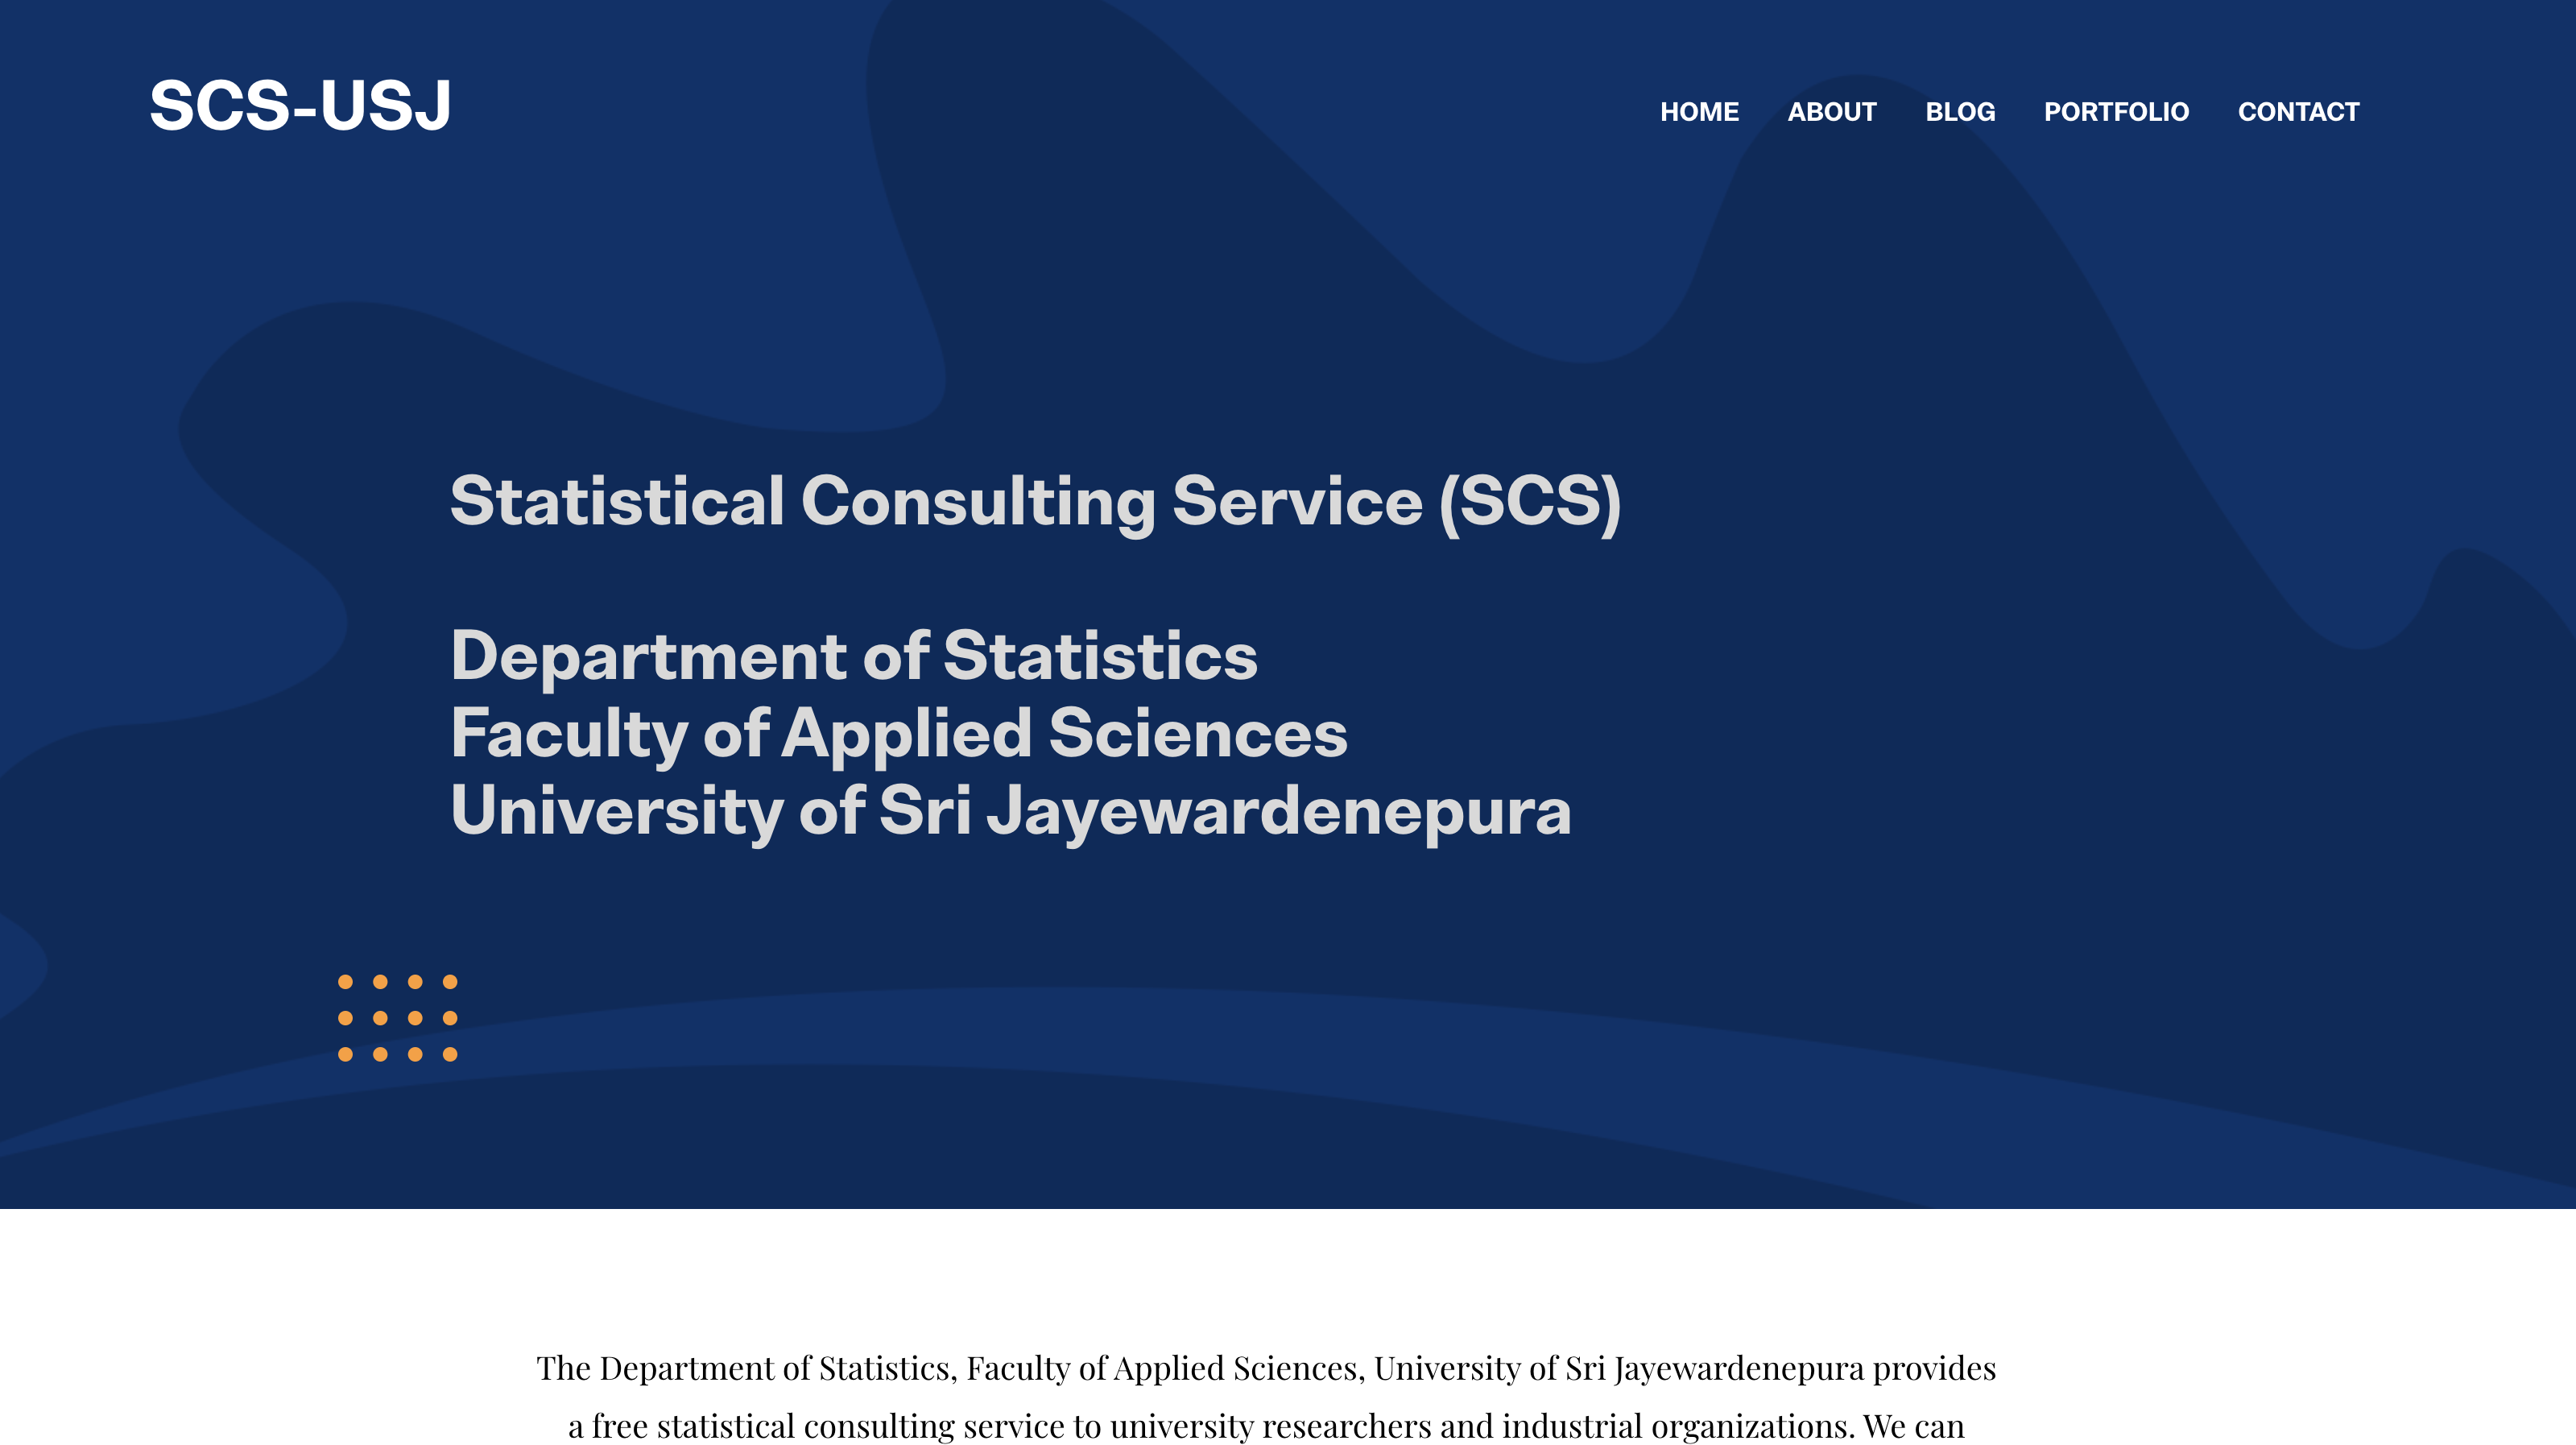 SCS-USJ
HOME ABOUT BLOG PORTFOLIO CONTACT
Statistical Consulting Service (SCS)
Department of Statistics
Faculty of Applied Sciences
University of Sri Jayewardenepura
The Department of Statistics, Faculty of Applied Sciences, University of Sri Jayewardenepura provides
a free statistical consulting service to university researchers and industrial organizations. We can